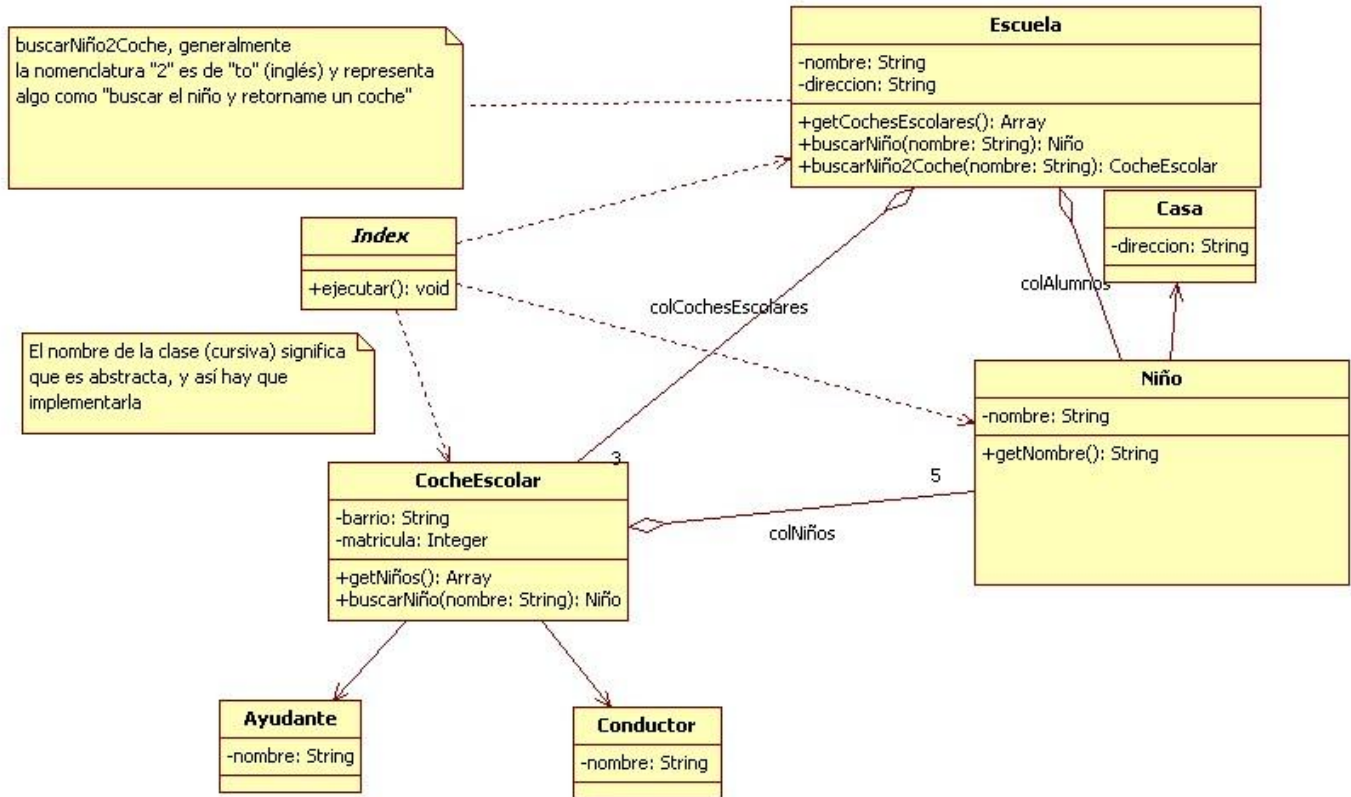 buscarNiño2Coche, generalmente
la nomenclatura "2" es de "to" (inglés) y representa
algo como "buscar el niño y retorname un coche"
Escuela
-nombre: String
-direccion: String
+getCochesEscolares(): Array
+buscarNiño(nombre: String): Niño
+buscarNiño2Coche(nombre: String): CocheEscolar
Casa
-direccion: String
Index
+ejecutar(): void
colCochesEscolares
colAlumnos
El nombre de la clase (cursiva) significa
que es abstracta, y así hay que
implementarla
Niño
-nombre: String
+getNombre(): String
3
5
colNiños
CocheEscolar
-barrio: String
-matricula: Integer
+getNiños(): Array
+buscarNiño(nombre: String): Niño
Ayudante
-nombre: String
Conductor
-nombre: String